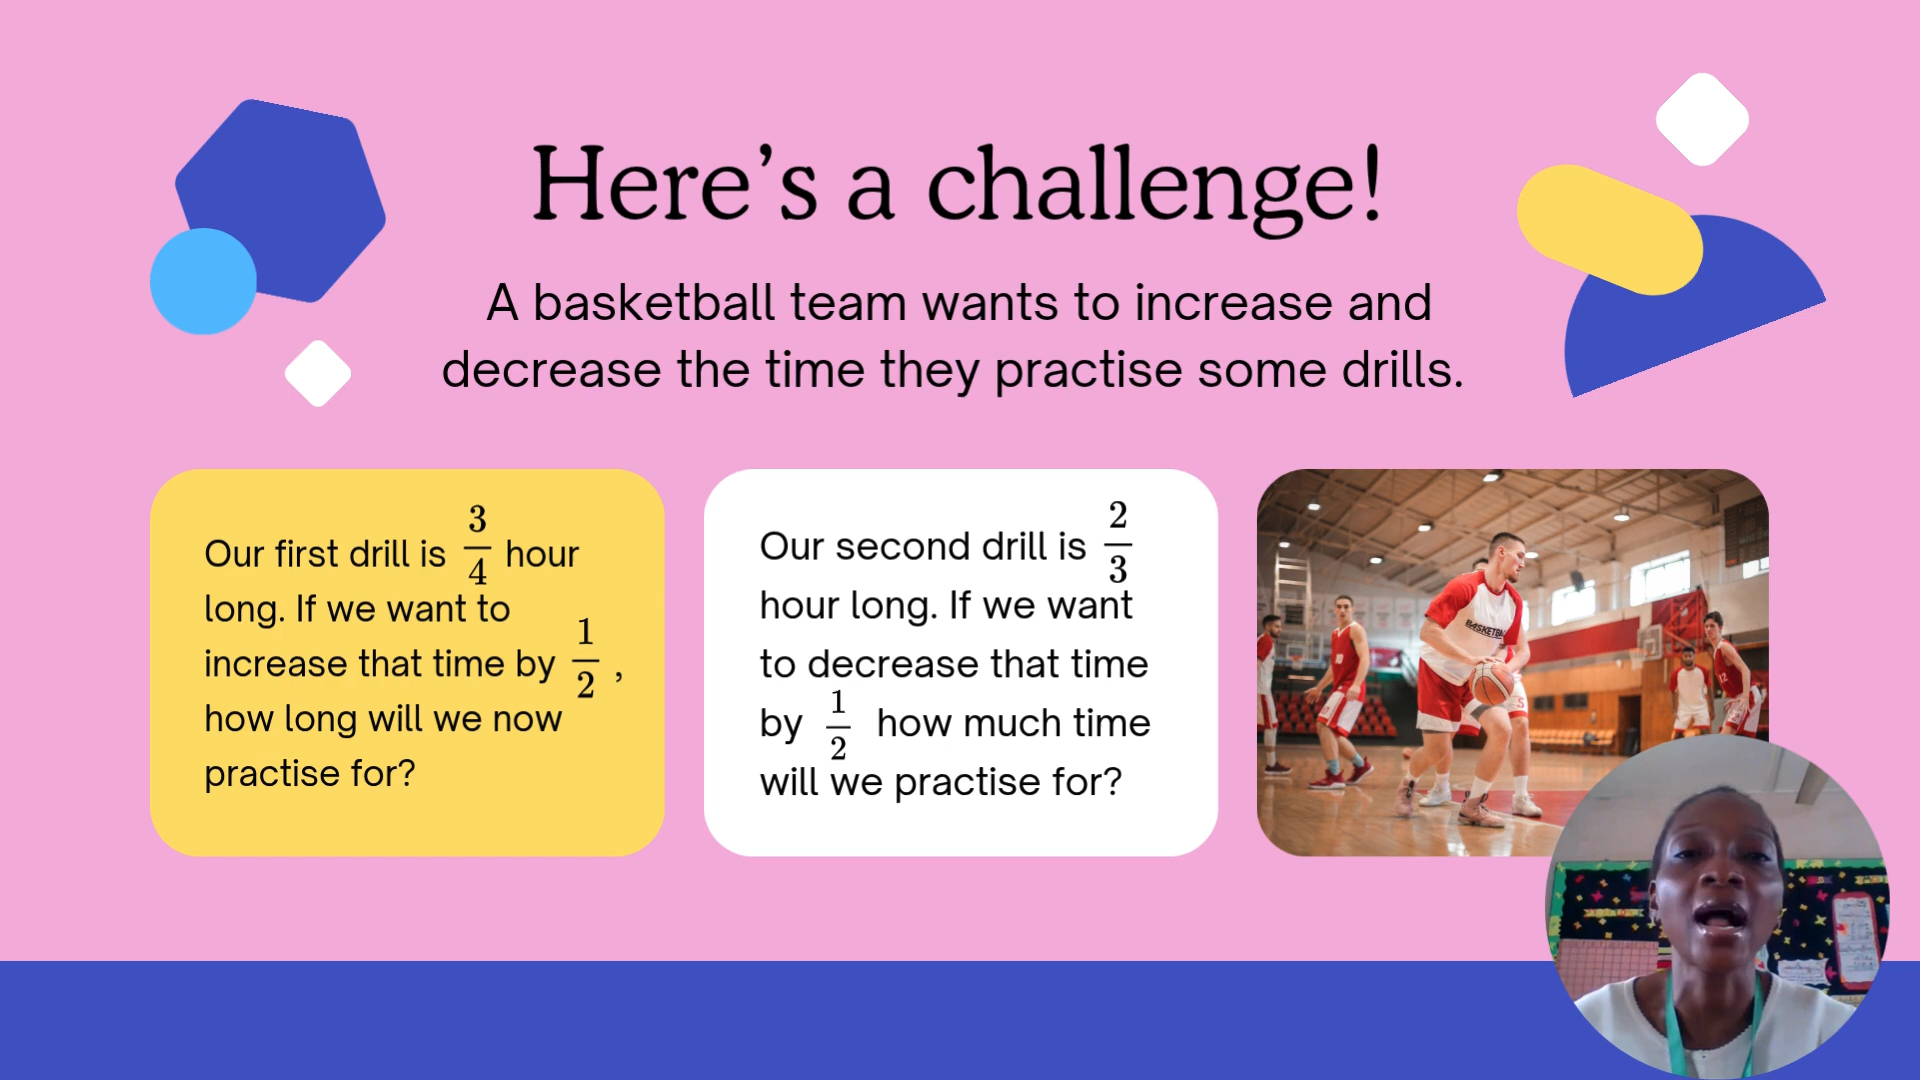 Here’s a challenge!
A basketball team wants to increase and
decrease the time they practise some drills.
Our first drill is 3/4 hour
long. If we want to
increase that time by 1/2 ,
how long will we now
practise for?
Our second drill is 2/3
hour long. If we want
to decrease that time
by 1/2 how much time
will we practise for?